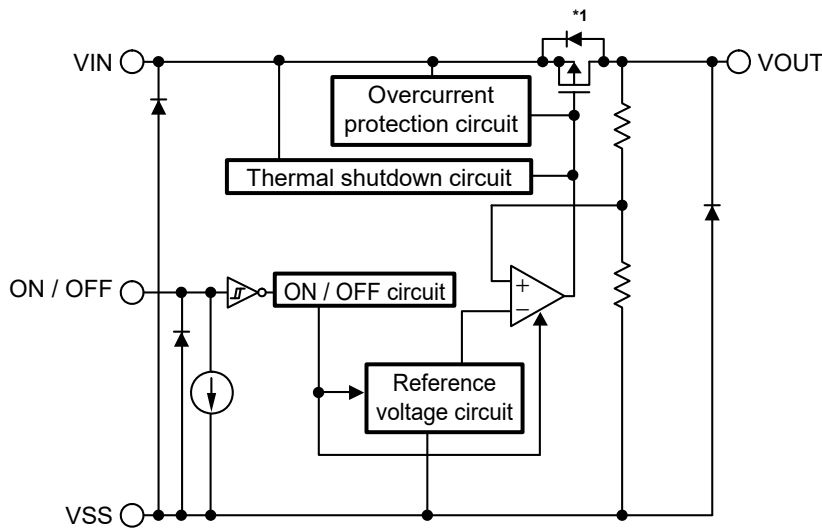 *1
VIN
VOUT
Overcurrent
protection circuit
Thermal shutdown circuit
ON / OFF
ON / OFF circuit
+
−
Reference
voltage circuit
VSS